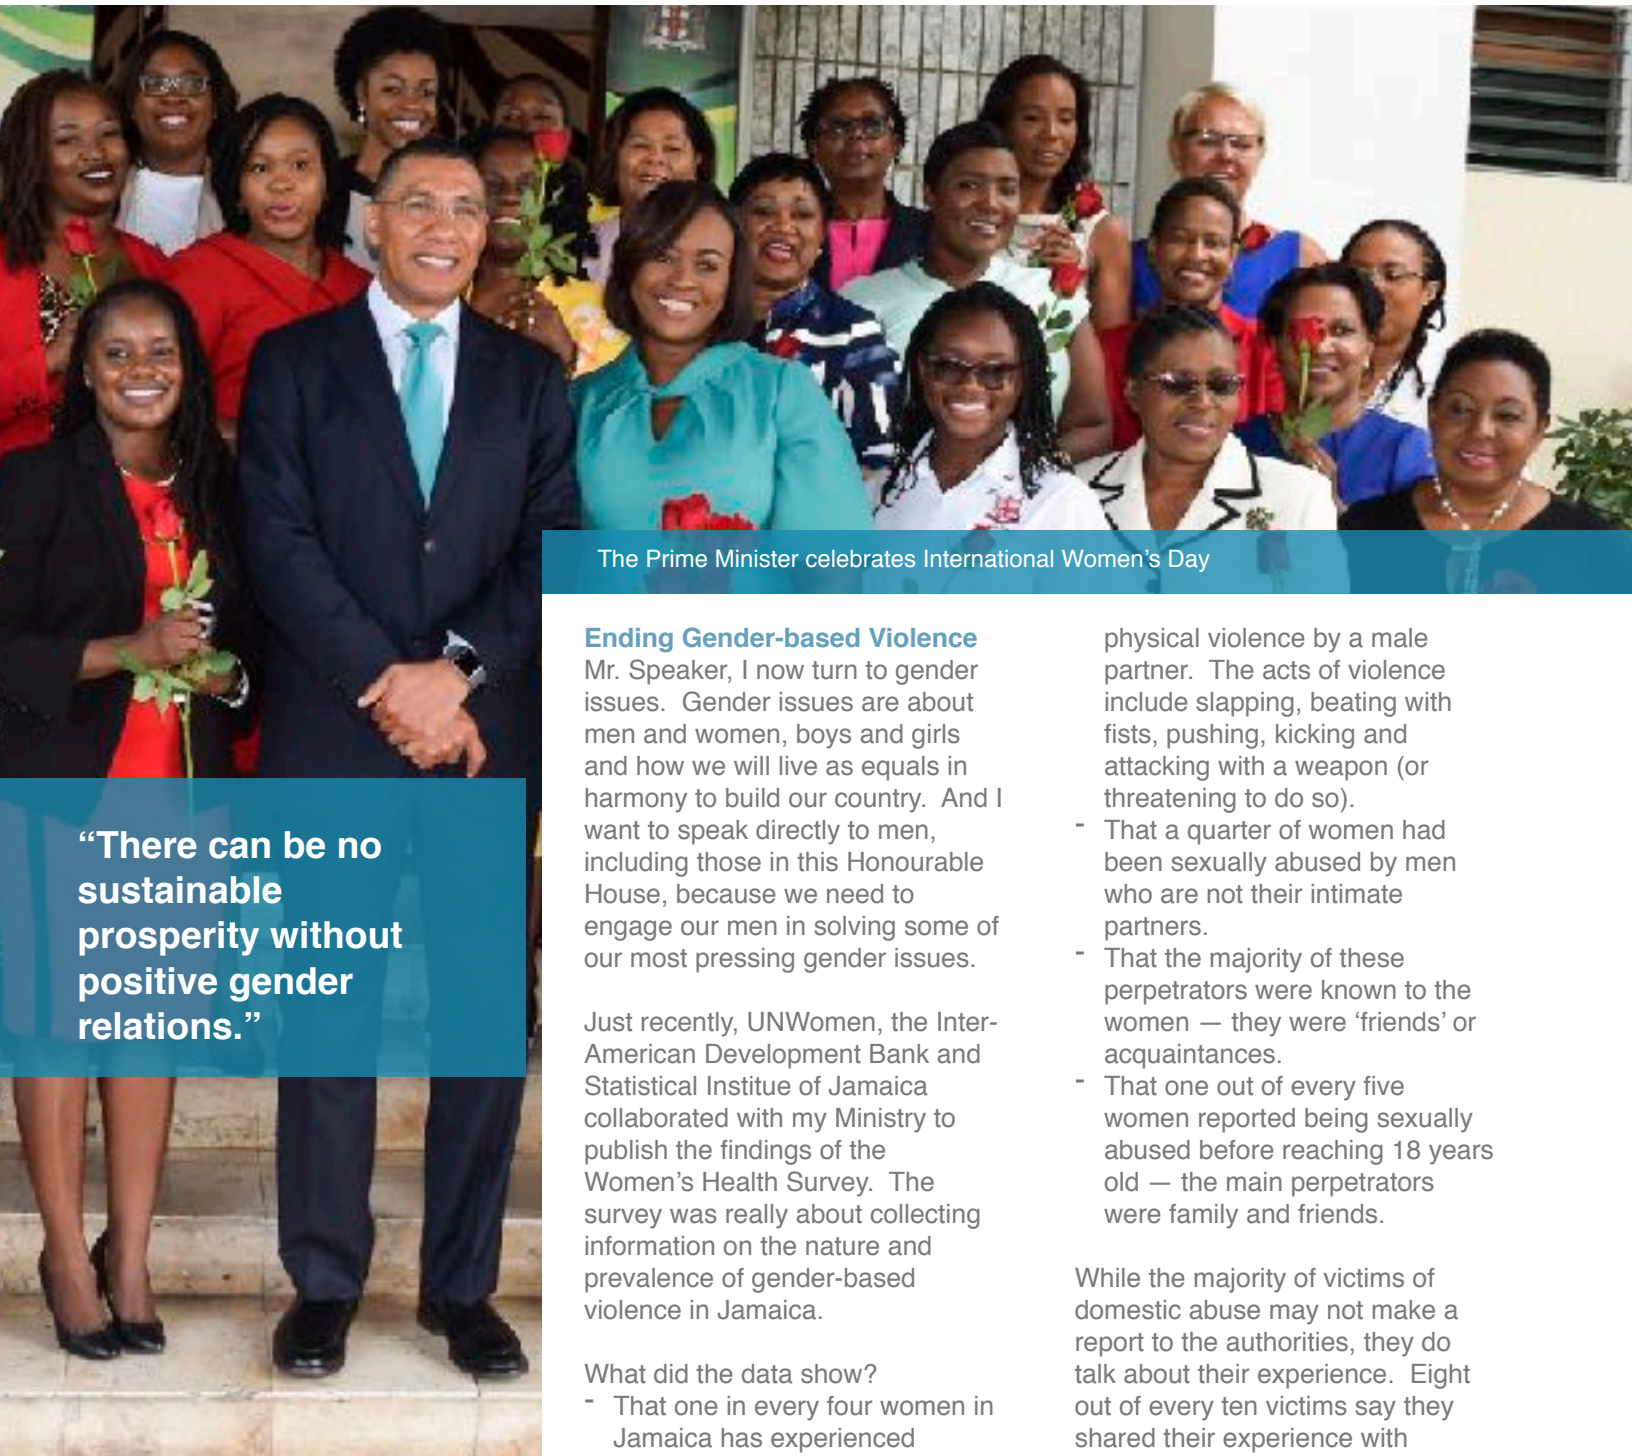 The Prime Minister celebrates International Women's Day
“There can be no
sustainable
prosperity without
positive gender
relations.”
Ending Gender-based Violence
Mr. Speaker, I now turn to gender
issues.  Gender issues are about
men and women, boys and girls
and how we will live as equals in
harmony to build our country.  And I
want to speak directly to men,
including those in this Honourable
House, because we need to
engage our men in solving some of
our most pressing gender issues.
Just recently, UNWomen, the Inter-
American Development Bank and
Statistical Institue of Jamaica
collaborated with my Ministry to
publish the findings of the
Women’s Health Survey.  The
survey was really about collecting
information on the nature and
prevalence of gender-based
violence in Jamaica.
What did the data show?
- That one in every four women in
Jamaica has experienced
physical violence by a male
partner.  The acts of violence
include slapping, beating with
fists, pushing, kicking and
attacking with a weapon (or
threatening to do so).
- That a quarter of women had
been sexually abused by men
who are not their intimate
partners.
- That the majority of these
perpetrators were known to the
women — they were ‘friends’ or
acquaintances.
- That one out of every five
women reported being sexually
abused before reaching 18 years
old — the main perpetrators
were family and friends.
While the majority of victims of
domestic abuse may not make a
report to the authorities, they do
talk about their experience.  Eight
out of every ten victims say they
shared their experience with